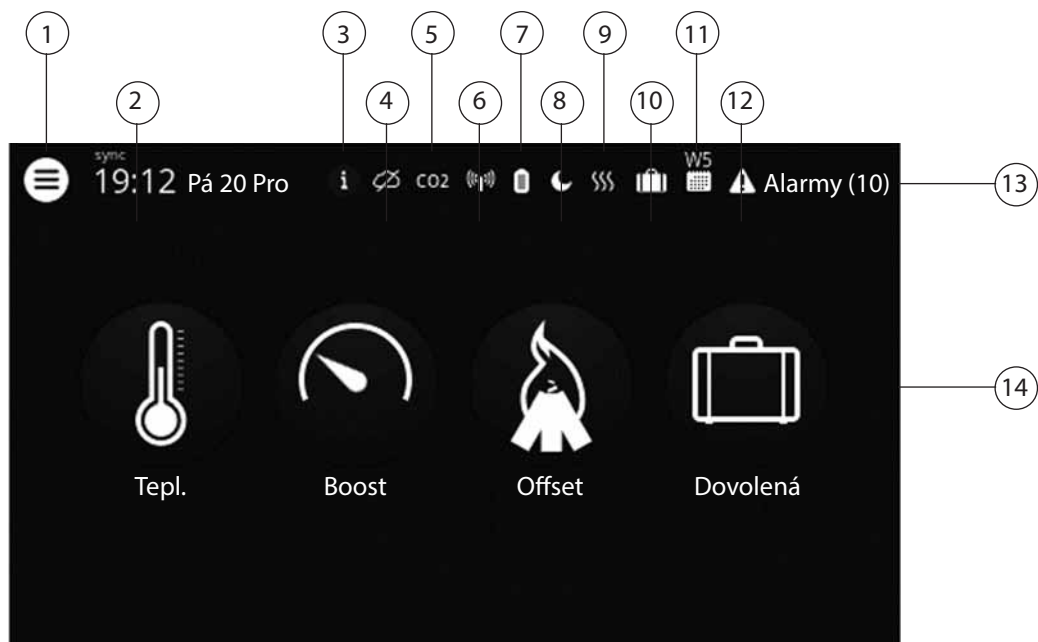 1 3 5 7 9 11
2 4 6 8 10 12
sync
19:12 Pá 20 Pro i CO2 W5 Alarmy (10) 13
14
Tepl. Boost Offset Dovolená